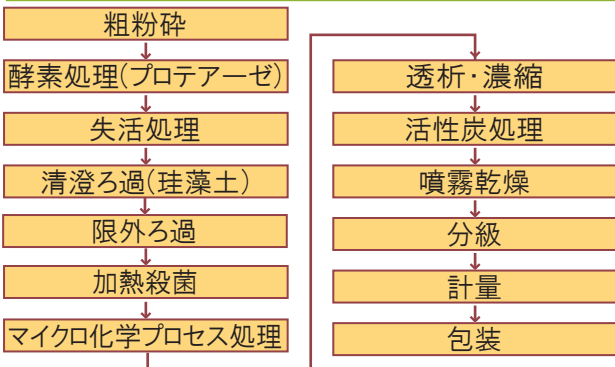 粗粉砕
酵素処理(プロテアーゼ)
失活処理
清澄ろ過(珪藻土)
限外ろ過
加熱殺菌
マイクロ化学プロセス処理
透析・濃縮
活性炭処理
噴霧乾燥
分級
計量
包装